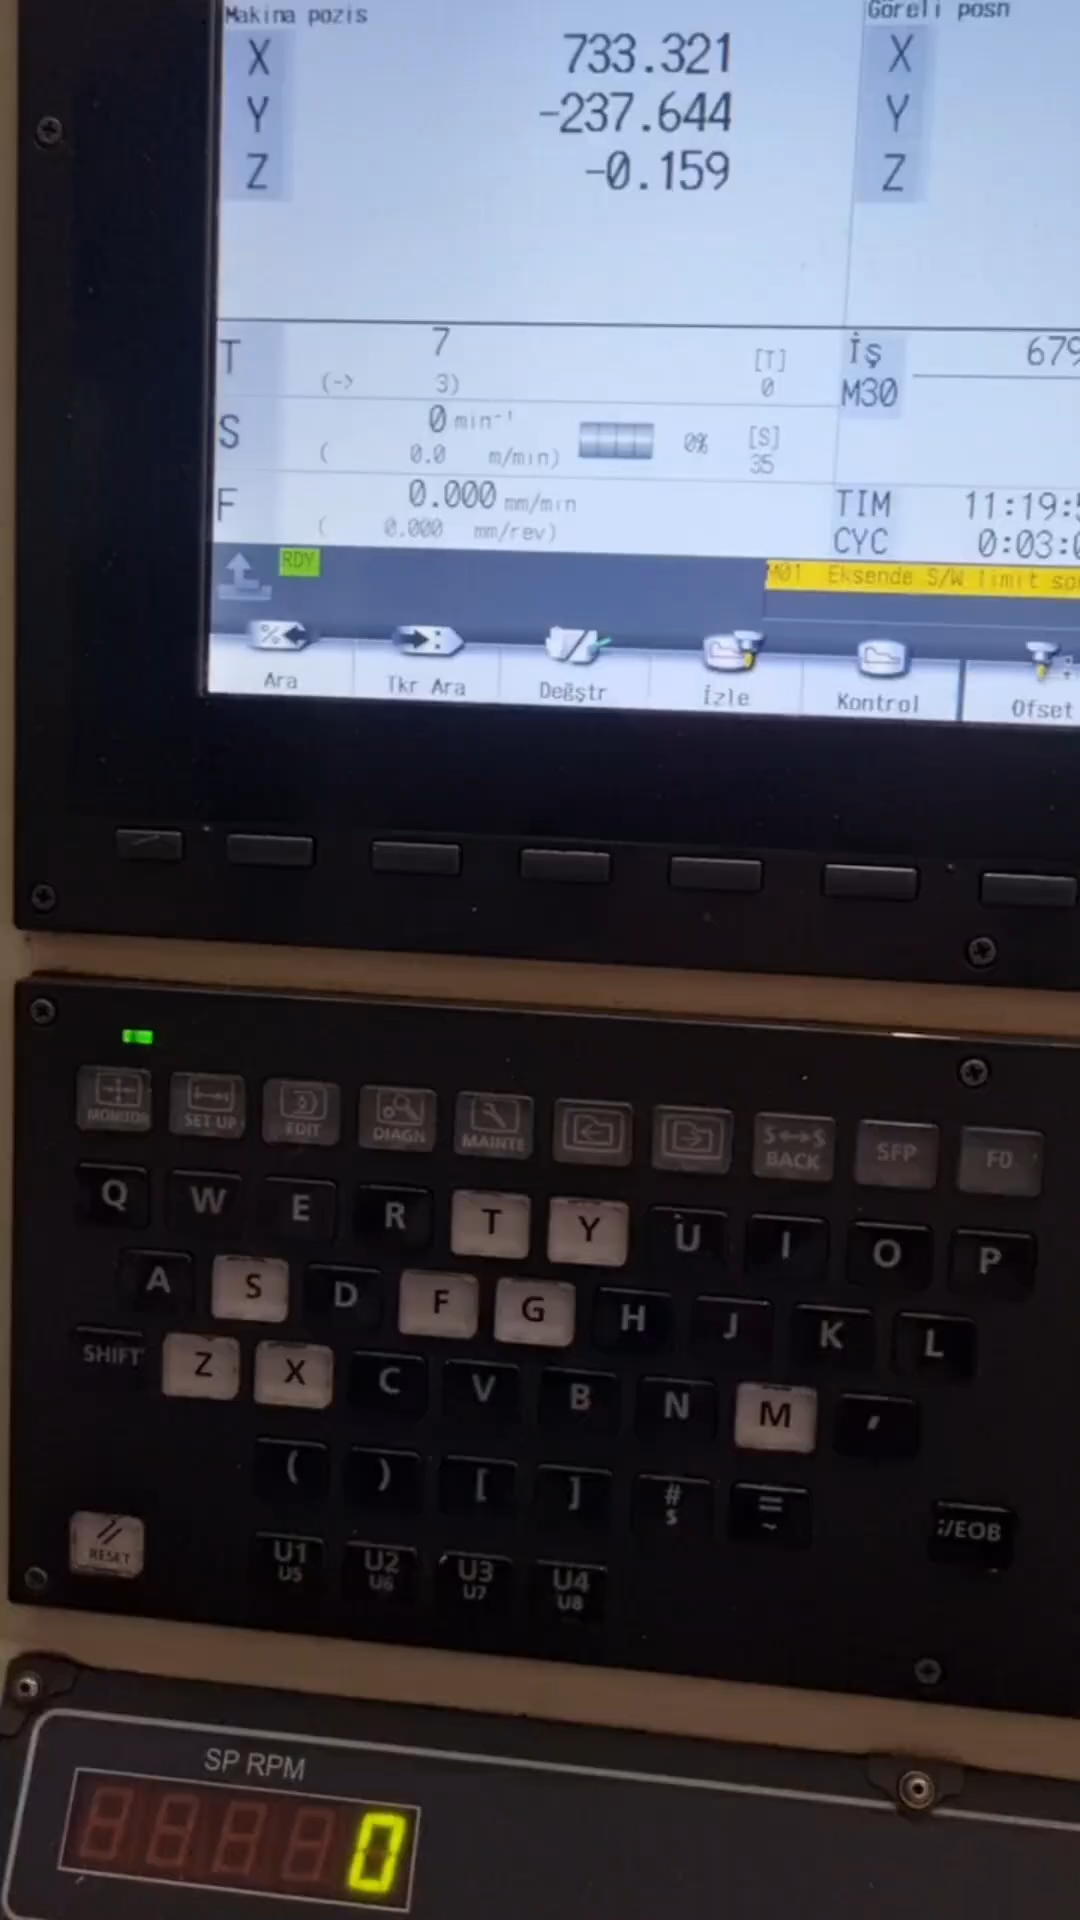 Makina pozis
Göreli posn
X 733.321 X
Y -237.644 Y
Z -0.159 Z
T 7 [T]
(-> 3) 0
İş 679
M30
S 0 min⁻¹ 0% [S]
( 0.0 m/min) 35
F 0.000 mm/min
( 0.000 mm/rev)
TIM 11:19:
CYC 0:03:0
RDY
M01 Eksende S/W limit
Ara Tkr Ara Değştr İzle Kontrol Ofset
MONITOR SET UP EDIT DIAGN MAINTE S↔S BACK SFP F0
Q W E R T Y U I O P
A S D F G H J K L
SHIFT Z X C V B N M ,
( ) [ ] # $ = ~ ;/EOB
RESET U1 U5 U2 U6 U3 U7 U4 U8
SP RPM
0